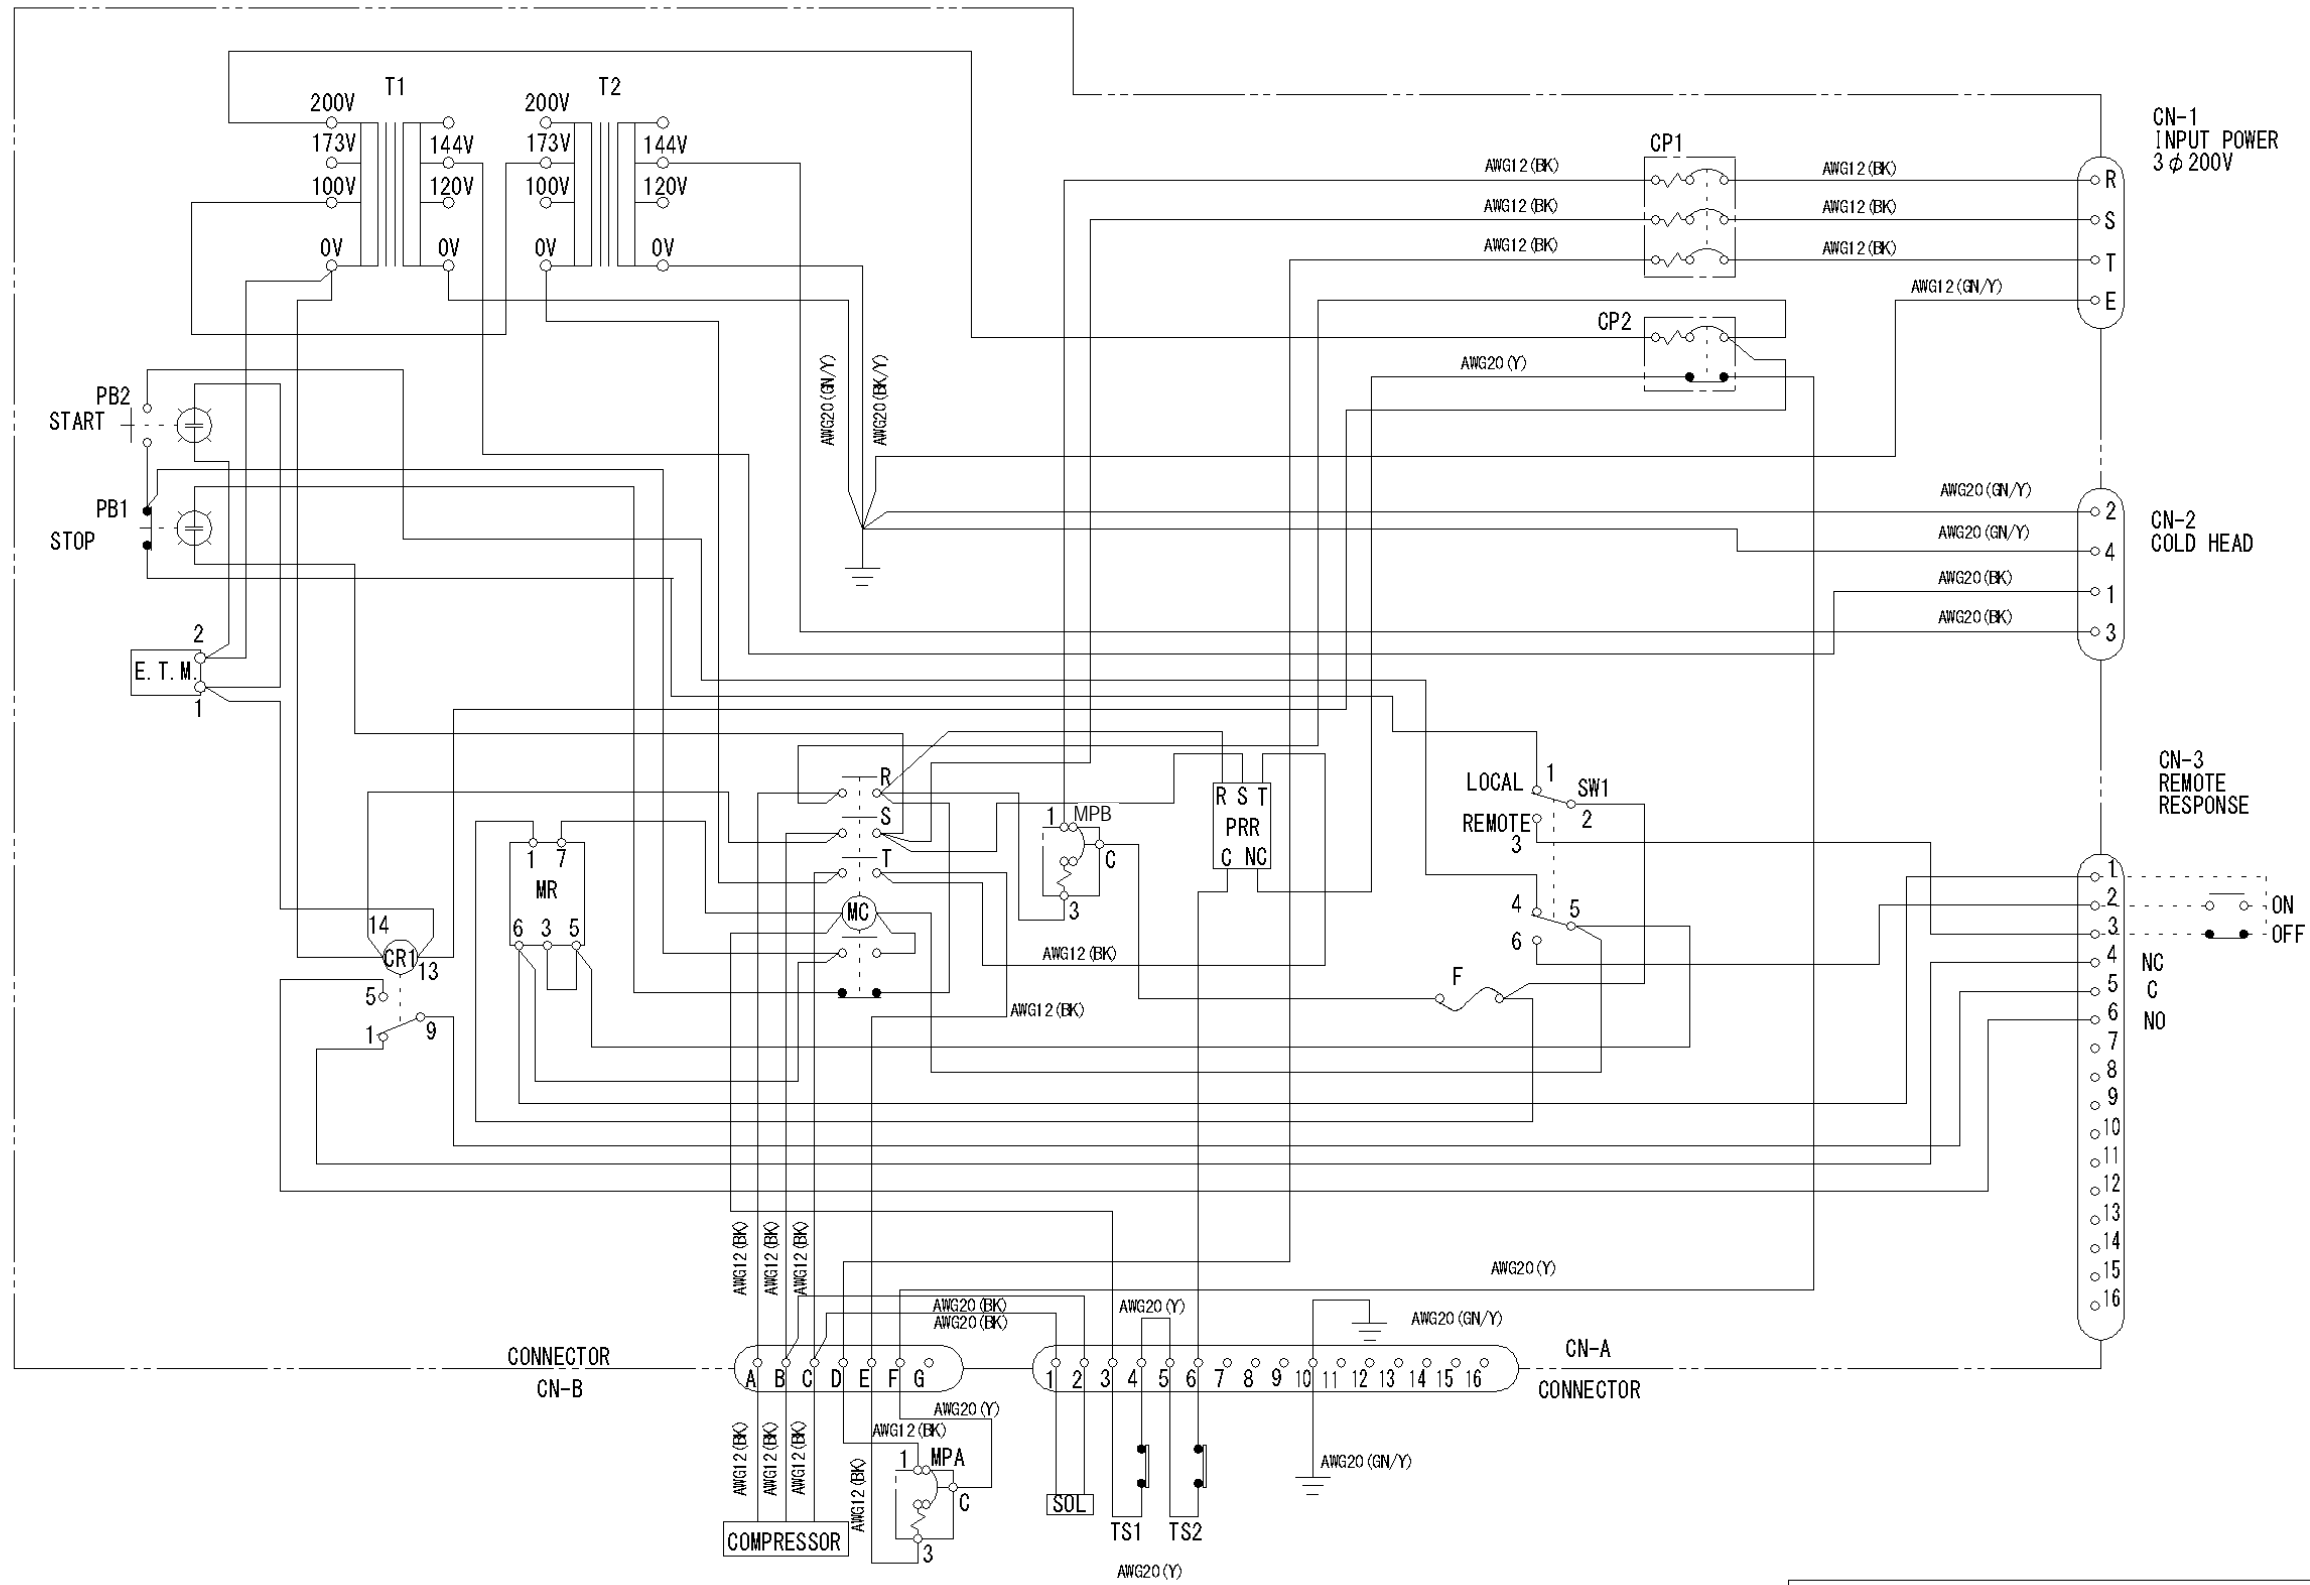 T1
T2
200V
173V
100V
0V
144V
120V
0V
200V
173V
100V
0V
144V
120V
0V
CP1
AWG12(BK)
AWG12(BK)
AWG12(BK)
AWG12(BK)
AWG12(BK)
AWG12(BK)
AWG12(GN/Y)
CN-1
INPUT POWER
3φ200V
R
S
T
E
CP2
AWG20(Y)
AWG20(GN/Y)
AWG20(BK/Y)
PB2
START
PB1
STOP
AWG20(GN/Y)
AWG20(GN/Y)
AWG20(BK)
AWG20(BK)
2
4
1
3
CN-2
COLD HEAD
2
E.T.M.
1
R
S
T
MC
1 7
MR
6 3 5
14
CR1
13
5
1
9
1
MPB
C
3
R S T
PRR
C NC
AWG12(BK)
AWG12(BK)
LOCAL
1
SW1
2
REMOTE
3
4
5
6
F
CN-3
REMOTE
RESPONSE
1
2
3
4
5
6
7
8
9
10
11
12
13
14
15
16
ON
OFF
NC
C
NO
AWG12(BK)
AWG12(BK)
AWG12(BK)
AWG20(BK)
AWG20(BK)
AWG20(Y)
AWG20(Y)
AWG20(GN/Y)
CONNECTOR
CN-B
A B C D E F G
1 2 3 4 5 6 7 8 9 10 11 12 13 14 15 16
CN-A
CONNECTOR
AWG12(BK)
AWG12(BK)
AWG12(BK)
AWG20(Y)
AWG12(BK)
AWG12(BK)
1
MPA
C
3
COMPRESSOR
SOL
TS1
TS2
AWG20(GN/Y)
AWG20(Y)